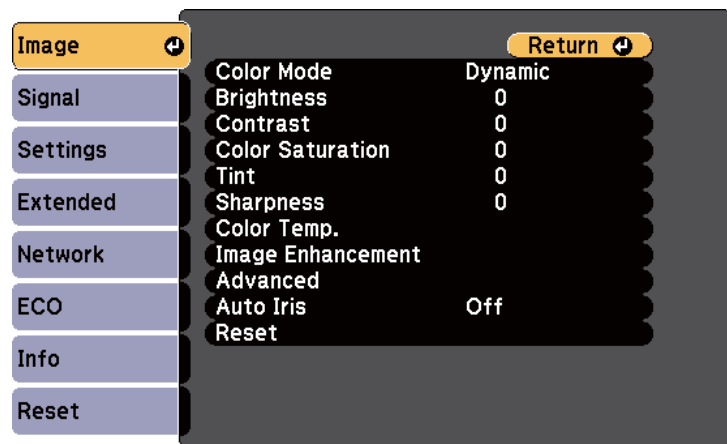 Image
Signal
Settings
Extended
Network
ECO
Info
Reset
Return
Color Mode Dynamic
Brightness 0
Contrast 0
Color Saturation 0
Tint 0
Sharpness 0
Color Temp.
Image Enhancement
Advanced
Auto Iris Off
Reset